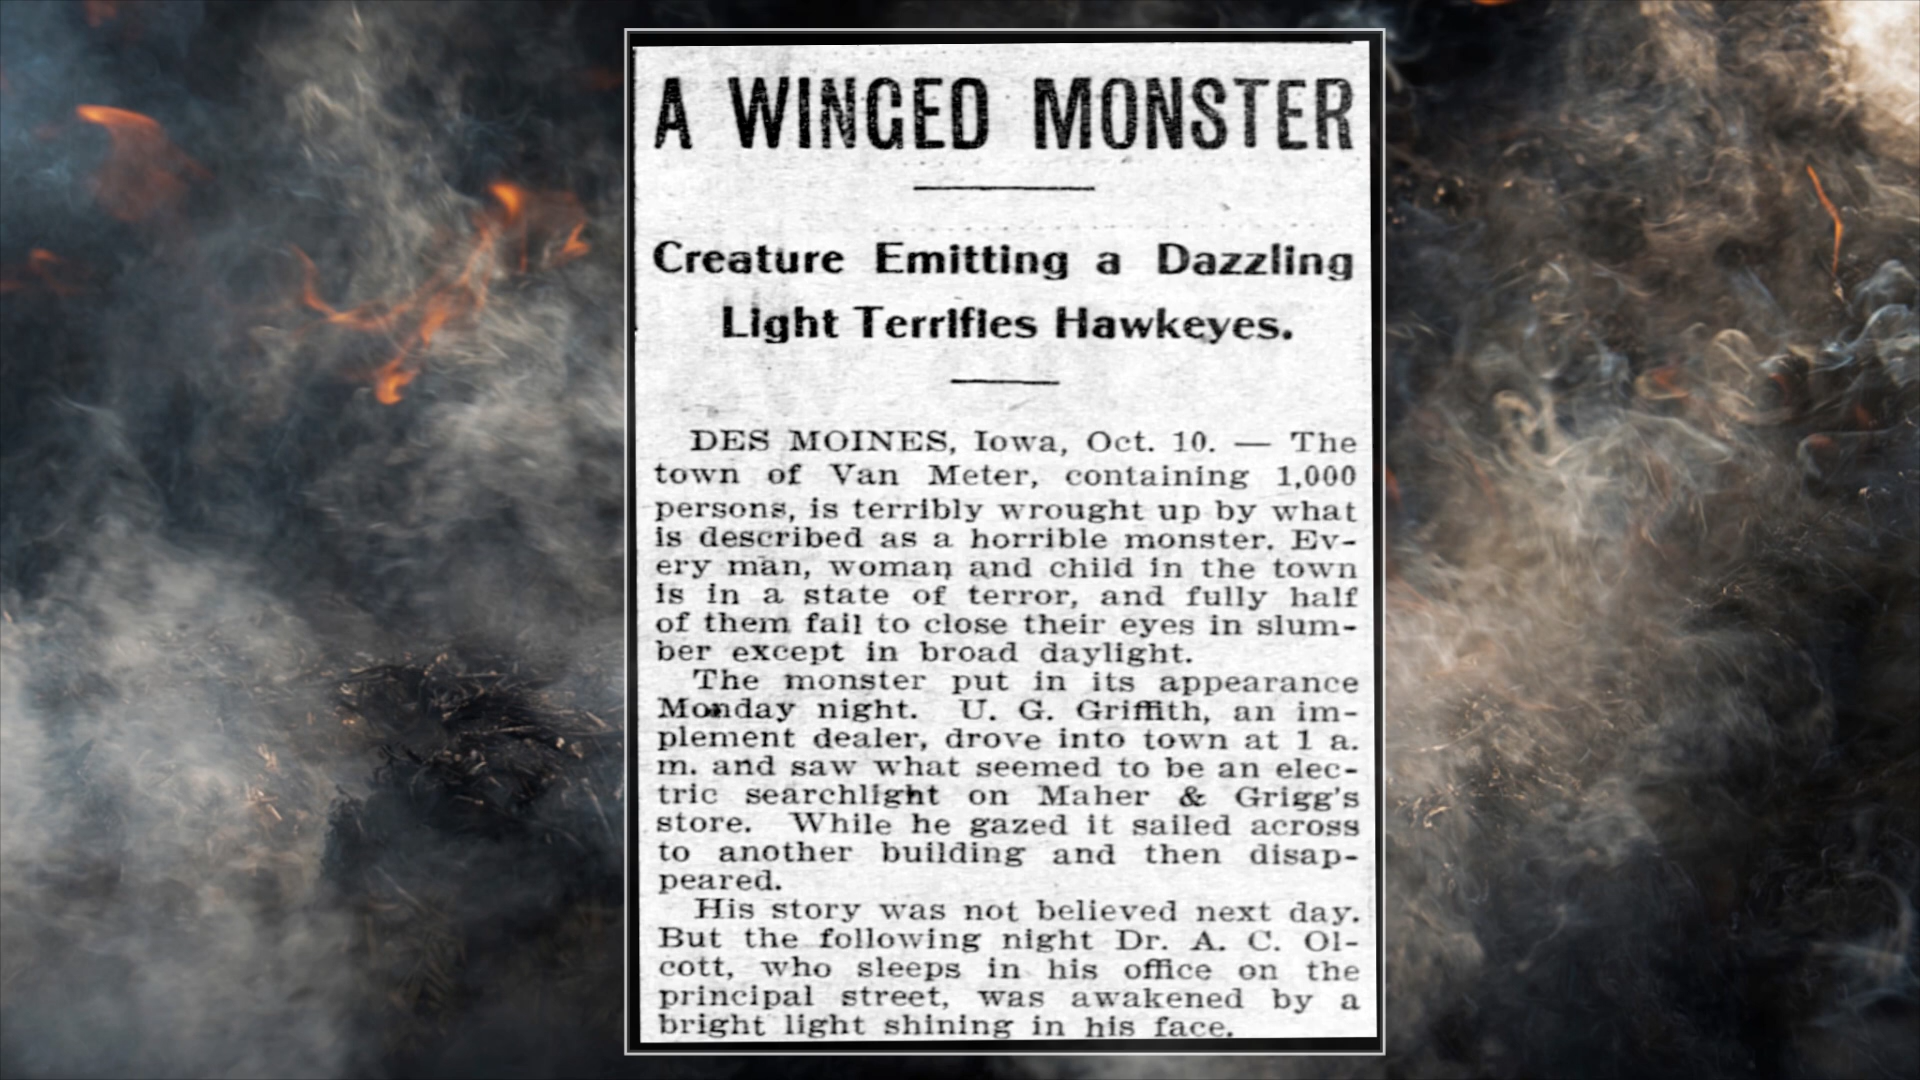 A WINGED MONSTER
Creature Emitting a Dazzling
Light Terrifies Hawkeyes.
DES MOINES, Iowa, Oct. 10. — The
town of Van Meter, containing 1,000
persons, is terribly wrought up by what
is described as a horrible monster. Ev-
ery man, woman and child in the town
is in a state of terror, and fully half
of them fail to close their eyes in slum-
ber except in broad daylight.
The monster put in its appearance
Monday night. U. G. Griffith, an im-
plement dealer, drove into town at 1 a.
m. and saw what seemed to be an elec-
tric searchlight on Maher & Grigg's
store. While he gazed it sailed across
to another building and then disap-
peared.
His story was not believed next day.
But the following night Dr. A. C. Ol-
cott, who sleeps in his office on the
principal street, was awakened by a
bright light shining in his face.